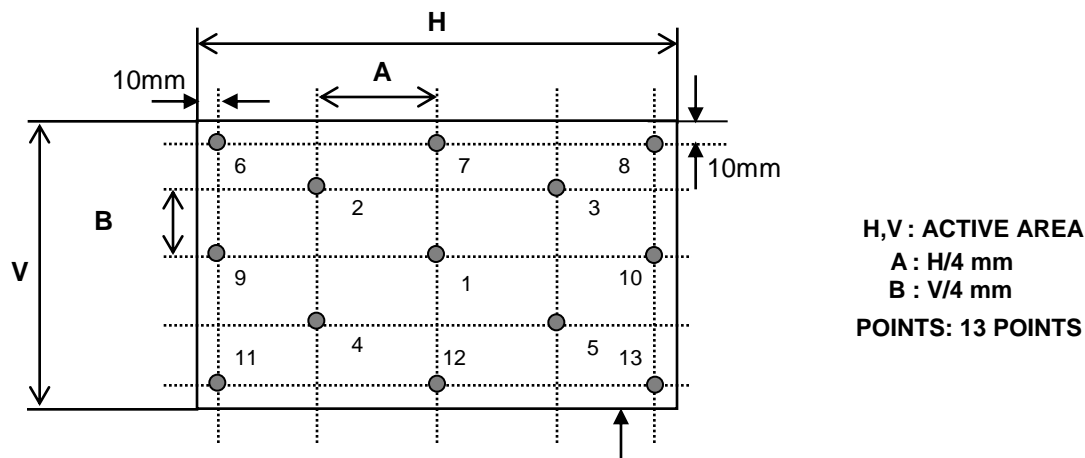 H
10mm
A
6
7
8
10mm
2
3
B
H,V : ACTIVE AREA
V
A : H/4 mm
9
1
10
B : V/4 mm
POINTS: 13 POINTS
4
5
11
12
13